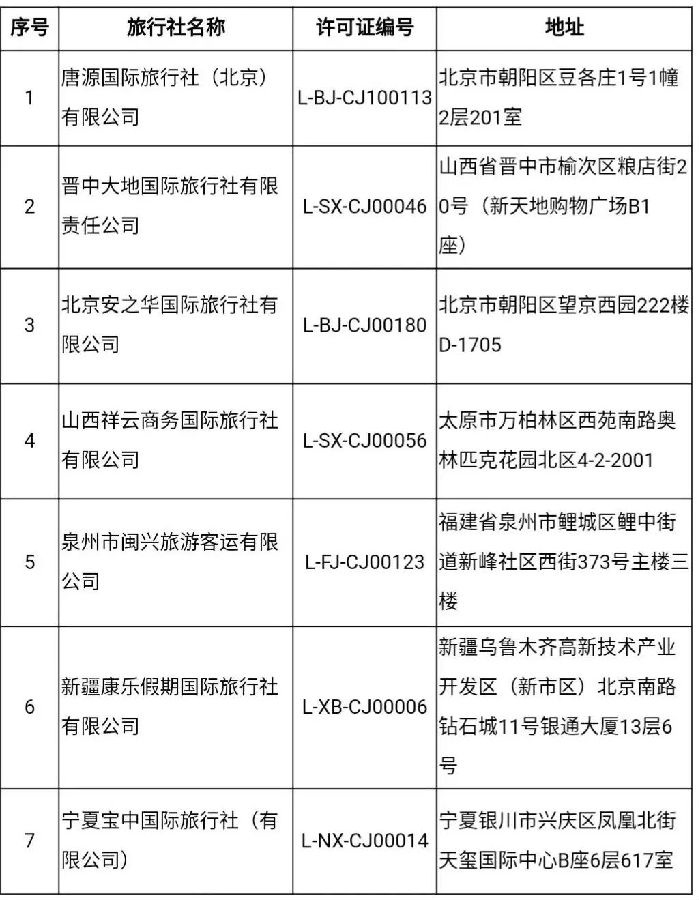 序号 旅行社名称 许可证编号 地址
1
唐源国际旅行社（北京）
有限公司
L-BJ-CJ100113
北京市朝阳区豆各庄1号1幢
2层201室
2
晋中大地国际旅行社有限
责任公司
L-SX-CJ00046
山西省晋中市榆次区粮店街2
0号（新天地购物广场B1
座）
3
北京安之华国际旅行社有
限公司
L-BJ-CJ00180
北京市朝阳区望京西园222楼
D-1705
4
山西祥云商务国际旅行社
有限公司
L-SX-CJ00056
太原市万柏林区西苑南路奥
林匹克花园北区4-2-2001
5
泉州市闽兴旅游客运有限
公司
L-FJ-CJ00123
福建省泉州市鲤城区鲤中街
道新峰社区西街373号主楼三
楼
6
新疆康乐假期国际旅行社
有限公司
L-XB-CJ00006
新疆乌鲁木齐高新技术产业
开发区（新市区）北京南路
钻石城11号银通大厦13层6
号
7
宁夏宝中国际旅行社（有
限公司）
L-NX-CJ00014
宁夏银川市兴庆区凤凰北街
天玺国际中心B座6层617室